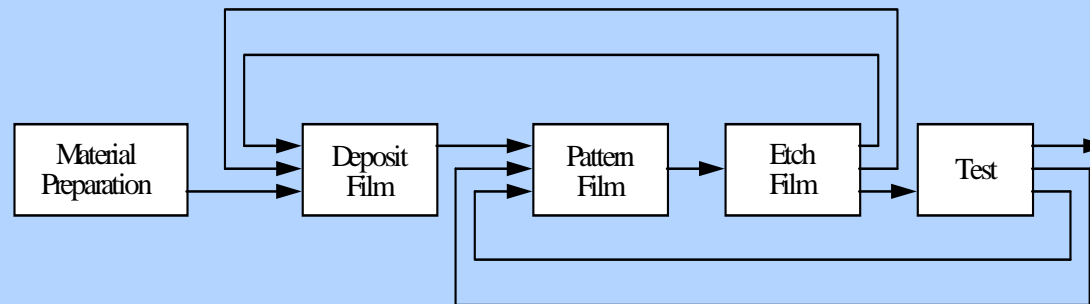 Material
Preparation
Deposit
Film
Pattern
Film
Etch
Film
Test